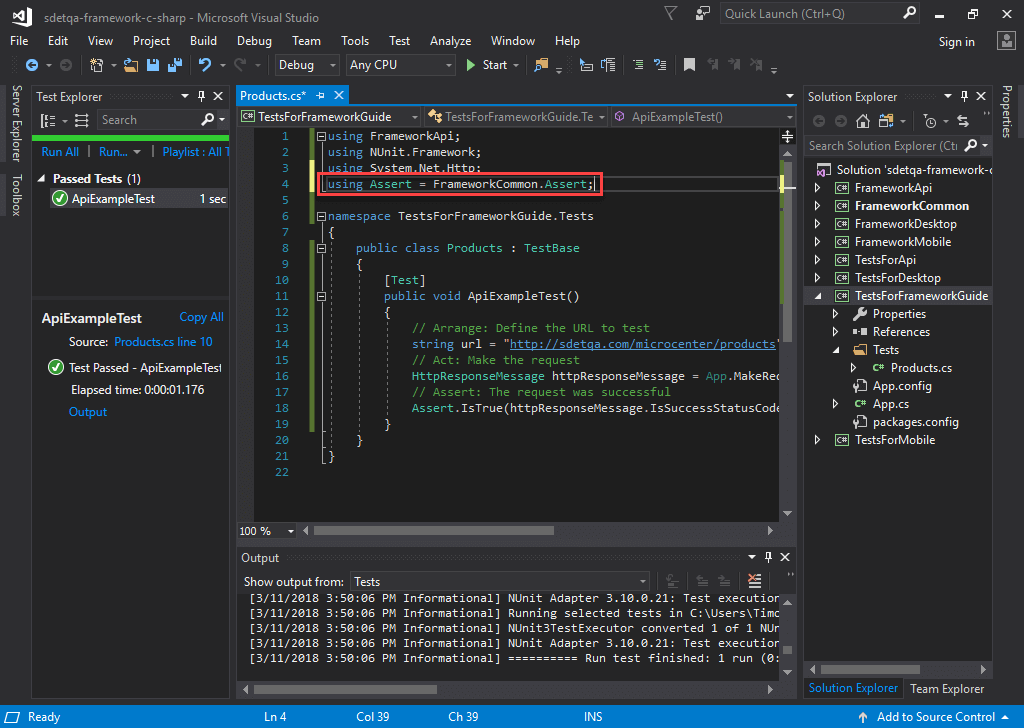 sdetqa-framework-c-sharp - Microsoft Visual Studio
Quick Launch (Ctrl+Q)
File Edit View Project Build Debug Team Tools Test Analyze Window Help
Sign in
Debug Any CPU Start
Server Explorer
Toolbox
Test Explorer
Search
Run All | Run... | Playlist : All T
Passed Tests (1)
ApiExampleTest 1 sec
ApiExampleTest Copy All
Source: Products.cs line 10
Test Passed - ApiExampleTest
Elapsed time: 0:00:01.176
Output
Products.cs*
C# TestsForFrameworkGuide TestsForFrameworkGuide.Te ApiExampleTest()
1 using FrameworkApi;
2 using NUnit.Framework;
3 using System.Net.Http;
4 using Assert = FrameworkCommon.Assert;
5
6 namespace TestsForFrameworkGuide.Tests
7 {
8 public class Products : TestBase
9 {
10 [Test]
11 public void ApiExampleTest()
12 {
13 // Arrange: Define the URL to test
14 string url = "http://sdetqa.com/microcenter/products"
15 // Act: Make the request
16 HttpResponseMessage httpResponseMessage = App.MakeRec
17 // Assert: The request was successful
18 Assert.IsTrue(httpResponseMessage.IsSuccessStatusCode
19 }
20 }
21 }
22
100 %
Output
Show output from: Tests
[3/11/2018 3:50:06 PM Informational] NUnit Adapter 3.10.0.21: Test execution
[3/11/2018 3:50:06 PM Informational] Running selected tests in C:\Users\Timo
[3/11/2018 3:50:06 PM Informational] NUnit3TestExecutor converted 1 of 1 NUn
[3/11/2018 3:50:06 PM Informational] NUnit Adapter 3.10.0.21: Test execution
[3/11/2018 3:50:06 PM Informational] ========== Run test finished: 1 run (0:
Solution Explorer
Search Solution Explorer (Ctr
Solution 'sdetqa-framework-c
C# FrameworkApi
C# FrameworkCommon
C# FrameworkDesktop
C# FrameworkMobile
C# TestsForApi
C# TestsForDesktop
C# TestsForFrameworkGuide
Properties
References
Tests
C# Products.cs
App.config
C# App.cs
packages.config
C# TestsForMobile
Solution Explorer Team Explorer
Properties
Ready Ln 4 Col 39 Ch 39 INS Add to Source Control